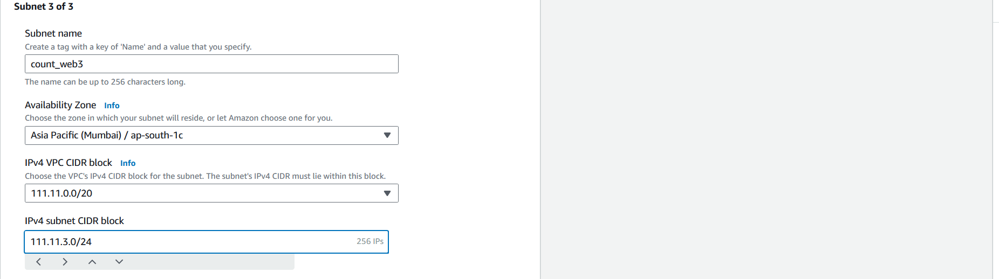 Subnet 3 of 3
Subnet name
Create a tag with a key of 'Name' and a value that you specify.
count_web3
The name can be up to 256 characters long.
Availability Zone Info
Choose the zone in which your subnet will reside, or let Amazon choose one for you.
Asia Pacific (Mumbai) / ap-south-1c
IPv4 VPC CIDR block Info
Choose the VPC's IPv4 CIDR block for the subnet. The subnet's IPv4 CIDR must lie within this block.
111.11.0.0/20
IPv4 subnet CIDR block
111.11.3.0/24 256 IPs